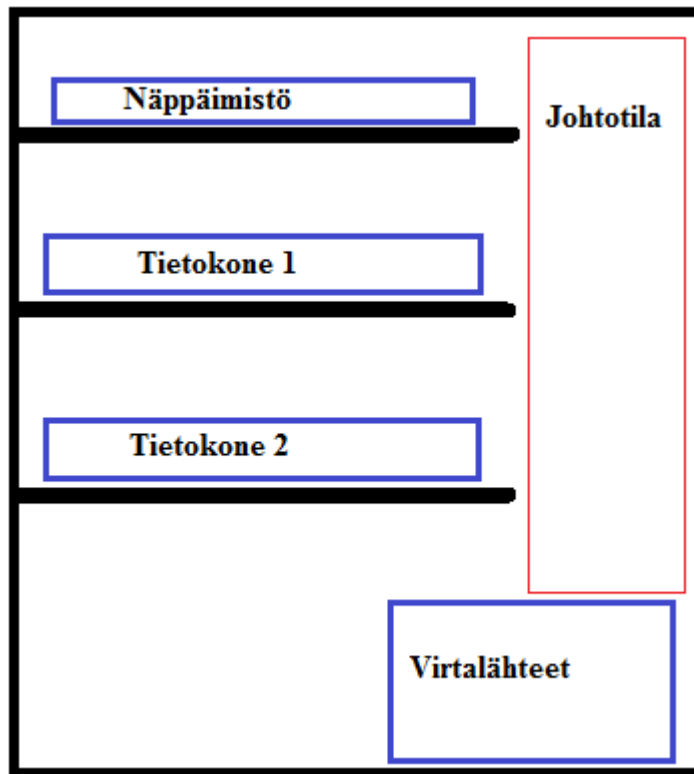 Näppäimistö
Johtotila
Tietokone 1
Tietokone 2
Virtalähteet